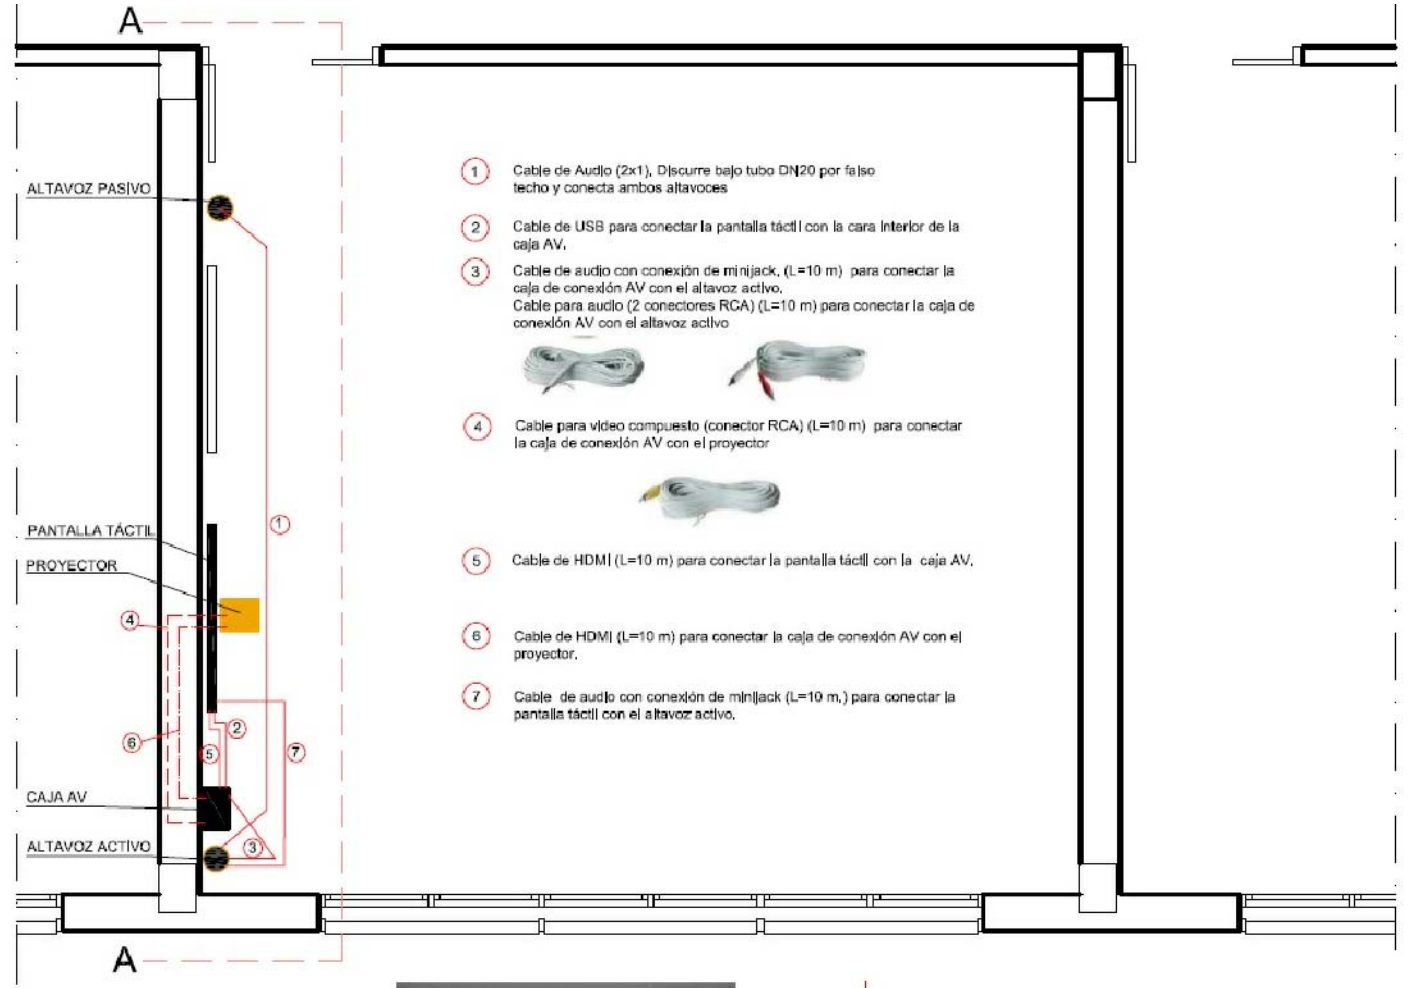 A
ALTAVOZ PASIVO
1 Cable de Audio (2x1), Discurre bajo tubo DN20 por falso
techo y conecta ambos altavoces
2 Cable de USB para conectar la pantalla táctil con la cara interior de la
caja AV.
3 Cable de audio con conexión de minijack, (L=10 m) para conectar la
caja de conexión AV con el altavoz activo.
Cable para audio (2 conectores RCA) (L=10 m) para conectar la caja de
conexión AV con el altavoz activo
4 Cable para video compuesto (conector RCA) (L=10 m) para conectar
la caja de conexión AV con el proyector
5 Cable de HDMI (L=10 m) para conectar la pantalla táctil con la caja AV.
6 Cable de HDMI (L=10 m) para conectar la caja de conexión AV con el
proyector.
7 Cable de audio con conexión de minijack (L=10 m.) para conectar la
pantalla táctil con el altavoz activo.
1
PANTALLA TÁCTIL
PROYECTOR
4
2
6
5
7
CAJA AV
ALTAVOZ ACTIVO
3
A